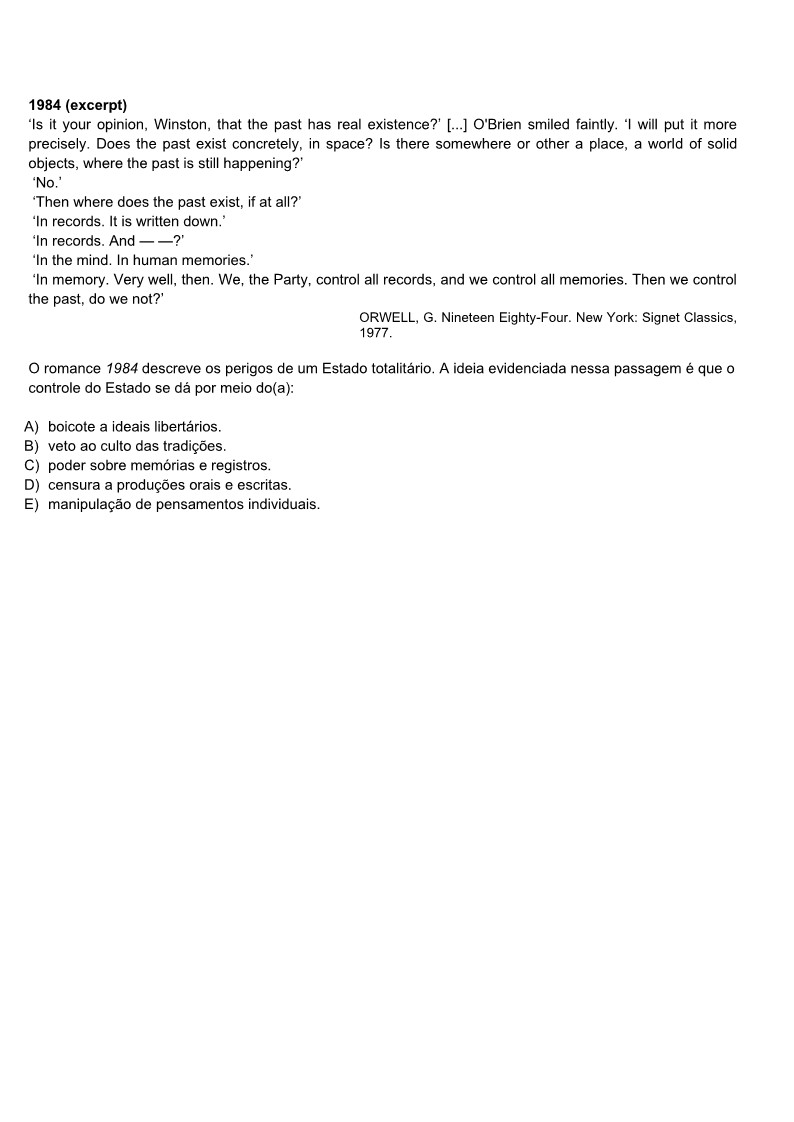 1984 (excerpt)
‘Is it your opinion, Winston, that the past has real existence?’ [...] O'Brien smiled faintly. ‘I will put it more
precisely. Does the past exist concretely, in space? Is there somewhere or other a place, a world of solid
objects, where the past is still happening?’
‘No.’
‘Then where does the past exist, if at all?’
‘In records. It is written down.’
‘In records. And — —?’
‘In the mind. In human memories.’
‘In memory. Very well, then. We, the Party, control all records, and we control all memories. Then we control
the past, do we not?’
ORWELL, G. Nineteen Eighty-Four. New York: Signet Classics,
1977.
O romance 1984 descreve os perigos de um Estado totalitário. A ideia evidenciada nessa passagem é que o
controle do Estado se dá por meio do(a):
A) boicote a ideais libertários.
B) veto ao culto das tradições.
C) poder sobre memórias e registros.
D) censura a produções orais e escritas.
E) manipulação de pensamentos individuais.